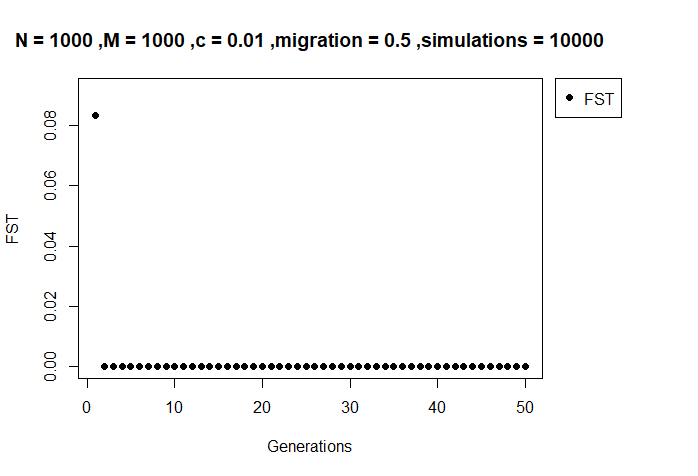 N = 1000 ,M = 1000 ,c = 0.01 ,migration = 0.5 ,simulations = 10000
FST
0.08
0.06
0.04
0.02
0.00
FST
0 10 20 30 40 50
Generations